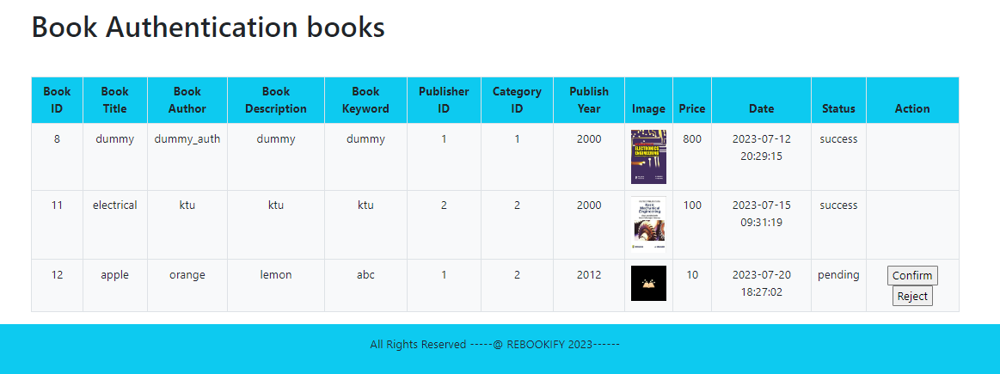 Book Authentication books
Book ID Book Title Book Author Book Description Book Keyword Publisher ID Category ID Publish Year Image Price Date Status Action
8 dummy dummy_auth dummy dummy 1 1 2000 ELECTRONICS ENGINEERING 800 2023-07-12 20:29:15 success
11 electrical ktu ktu ktu 2 2 2000 Basic Mechanical Engineering 100 2023-07-15 09:31:19 success
12 apple orange lemon abc 1 2 2012 10 2023-07-20 18:27:02 pending Confirm Reject
All Rights Reserved -----@ REBOOKIFY 2023------